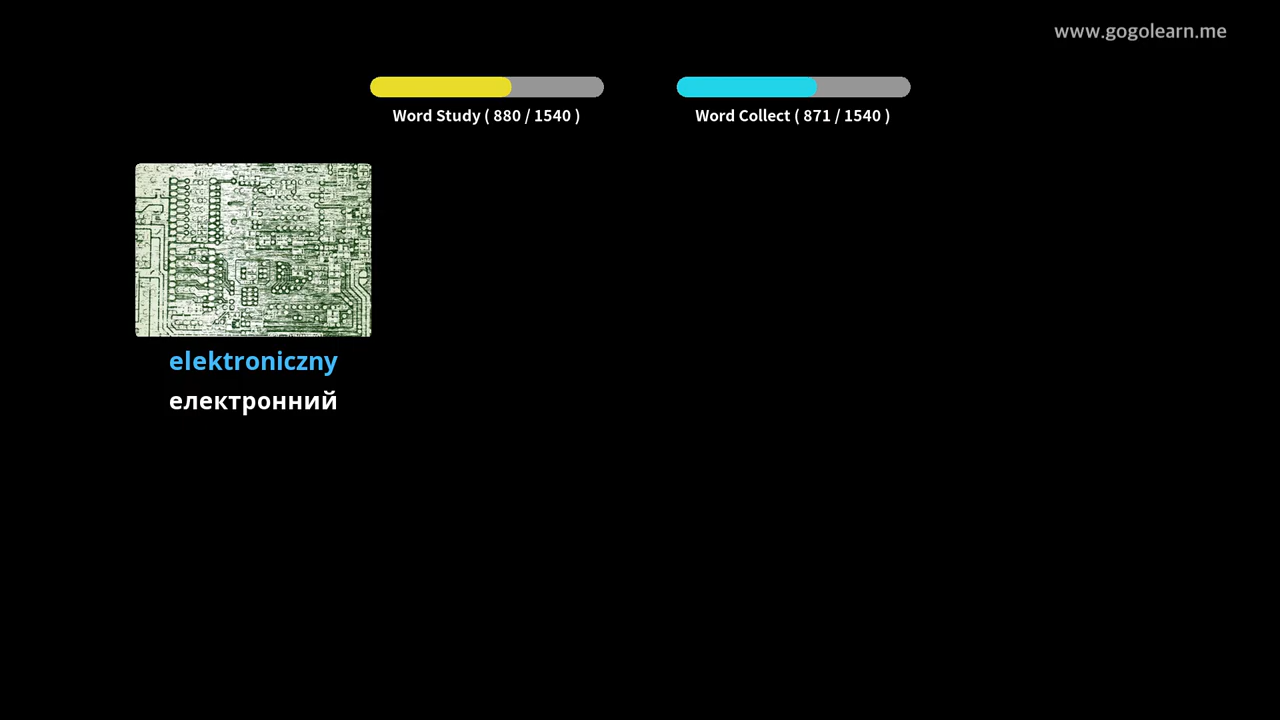 www.gogolearn.me
Word Study ( 880 / 1540 )
Word Collect ( 871 / 1540 )
elektroniczny
електронний